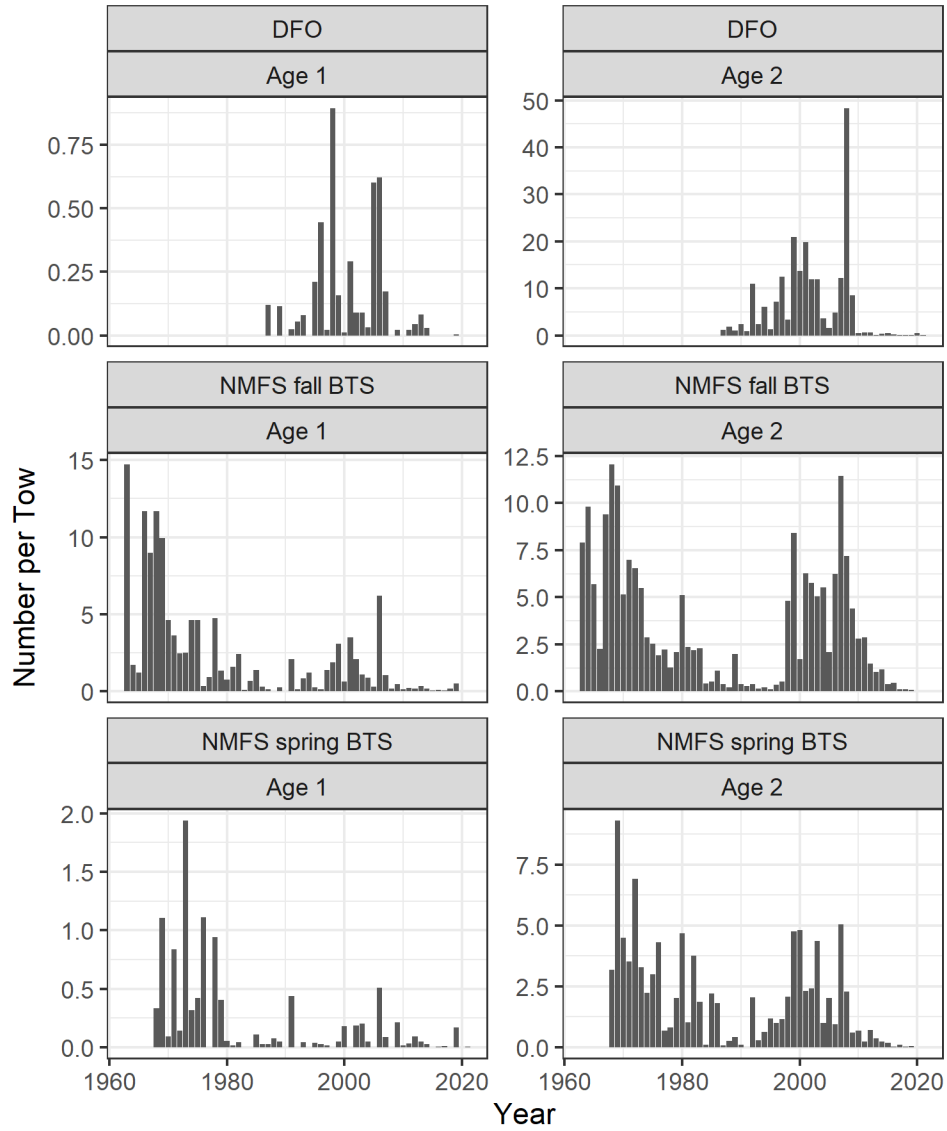 DFO
Age 1
0.75
0.50
0.25
0.00
DFO
Age 2
50
40
30
20
10
0
NMFS fall BTS
Age 1
15
10
5
0
NMFS fall BTS
Age 2
12.5
10.0
7.5
5.0
2.5
0.0
NMFS spring BTS
Age 1
2.0
1.5
1.0
0.5
0.0
NMFS spring BTS
Age 2
7.5
5.0
2.5
0.0
1960 1980 2000 2020
1960 1980 2000 2020
Number per Tow
Year